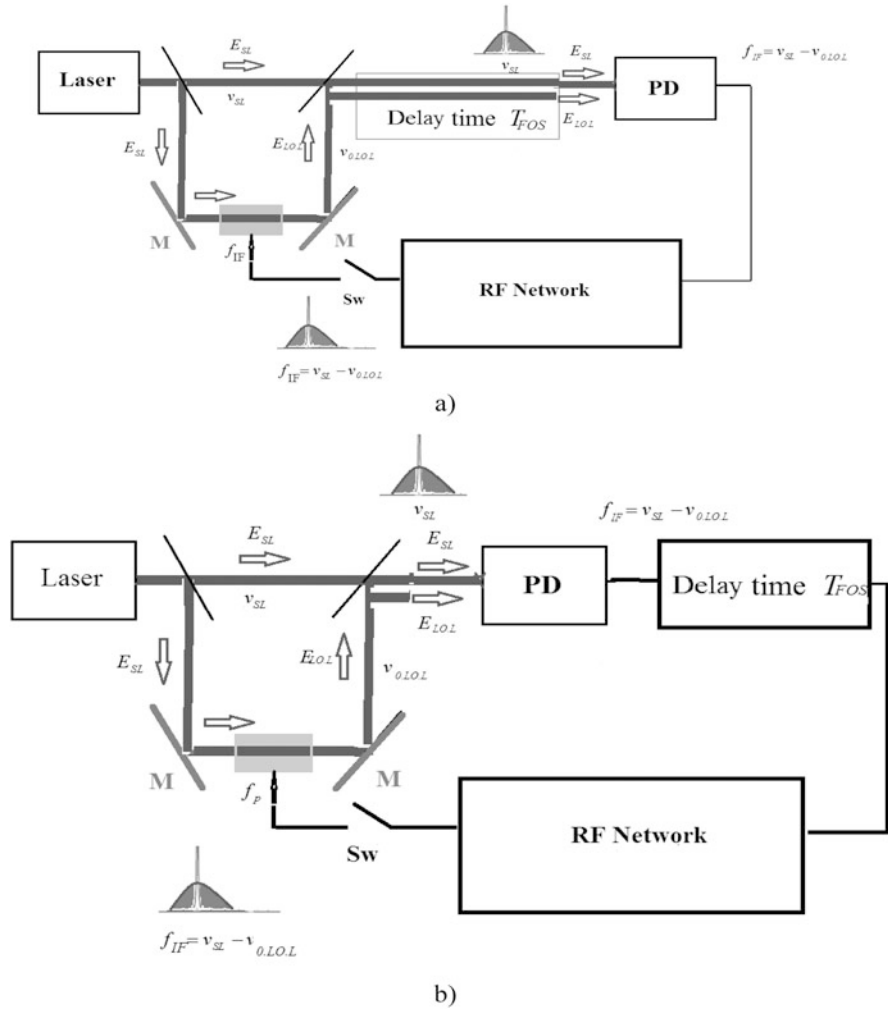 E_SL
v_SL
E_SL
f_IF = v_SL − v_0.LO.L
Laser
v_SL
PD
E_SL
E_LO.L
v_0.LO.L
Delay time T_FOS
E_LO.L
M
M
f_IF
Sw
RF Network
f_IF = v_SL − v_0.LO.L
a)
v_SL
f_IF = v_SL − v_0.LO.L
E_SL
E_SL
Laser
v_SL
PD
Delay time T_FOS
E_LO.L
E_SL
E_LO.L
v_0.LO.L
M
M
f_P
Sw
RF Network
f_IF = v_SL − v_0.LO.L
b)